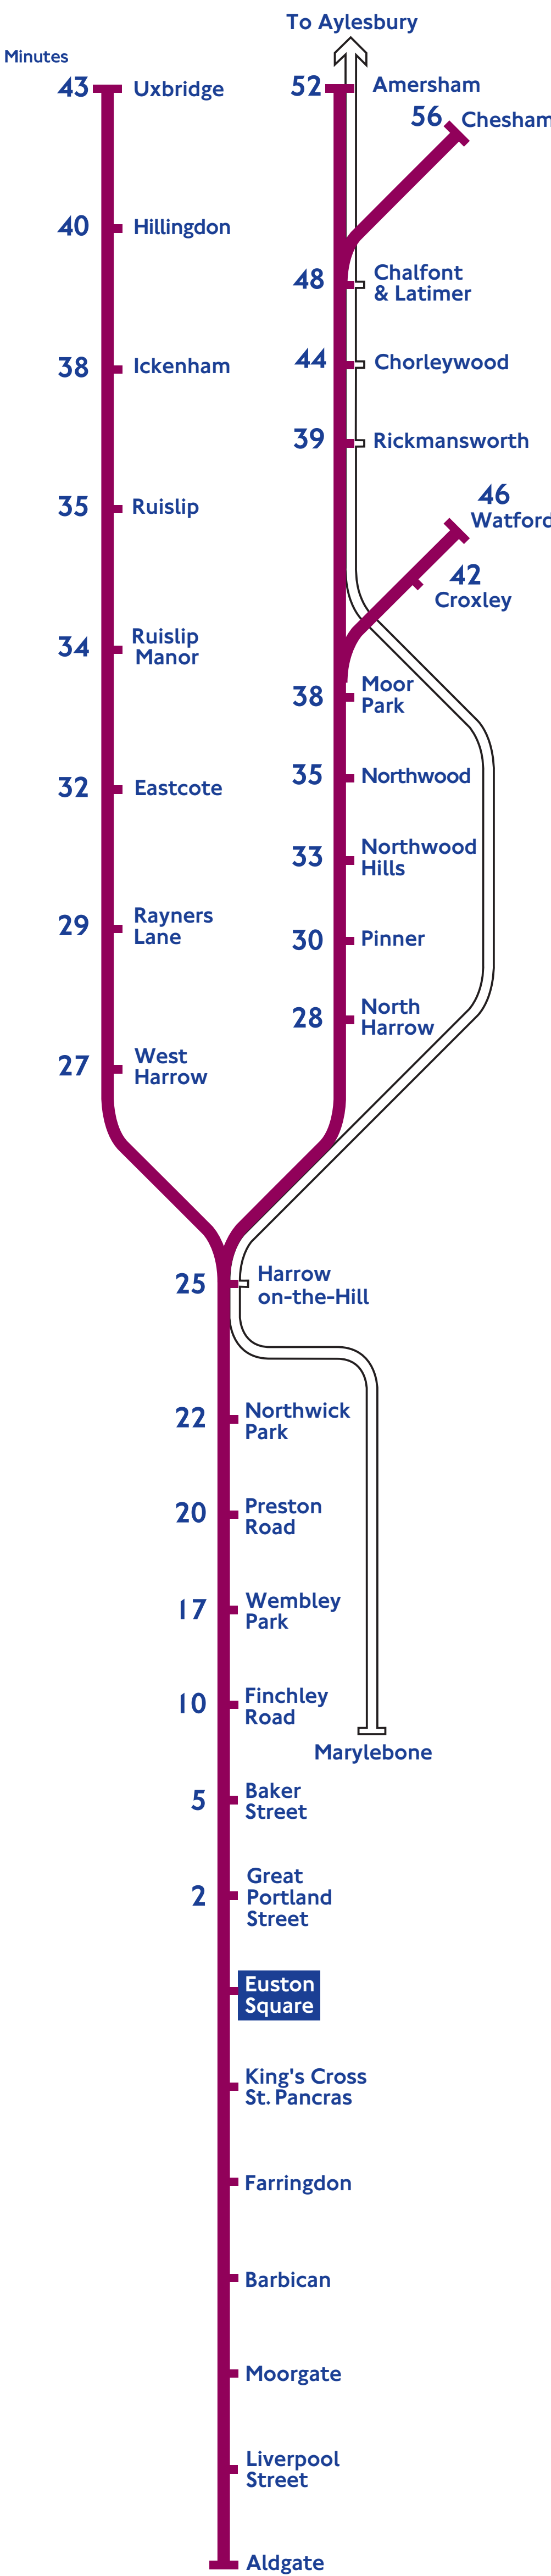 To Aylesbury
Minutes
43 Uxbridge
52 Amersham
56 Chesham
40 Hillingdon
48 Chalfont
& Latimer
38 Ickenham
44 Chorleywood
39 Rickmansworth
35 Ruislip
46
Watford
42
Croxley
34 Ruislip
Manor
38 Moor
Park
32 Eastcote
35 Northwood
33 Northwood
Hills
29 Rayners
Lane
30 Pinner
28 North
Harrow
27 West
Harrow
25 Harrow
on-the-Hill
22 Northwick
Park
20 Preston
Road
17 Wembley
Park
10 Finchley
Road
Marylebone
5 Baker
Street
2 Great
Portland
Street
Euston
Square
King's Cross
St. Pancras
Farringdon
Barbican
Moorgate
Liverpool
Street
Aldgate